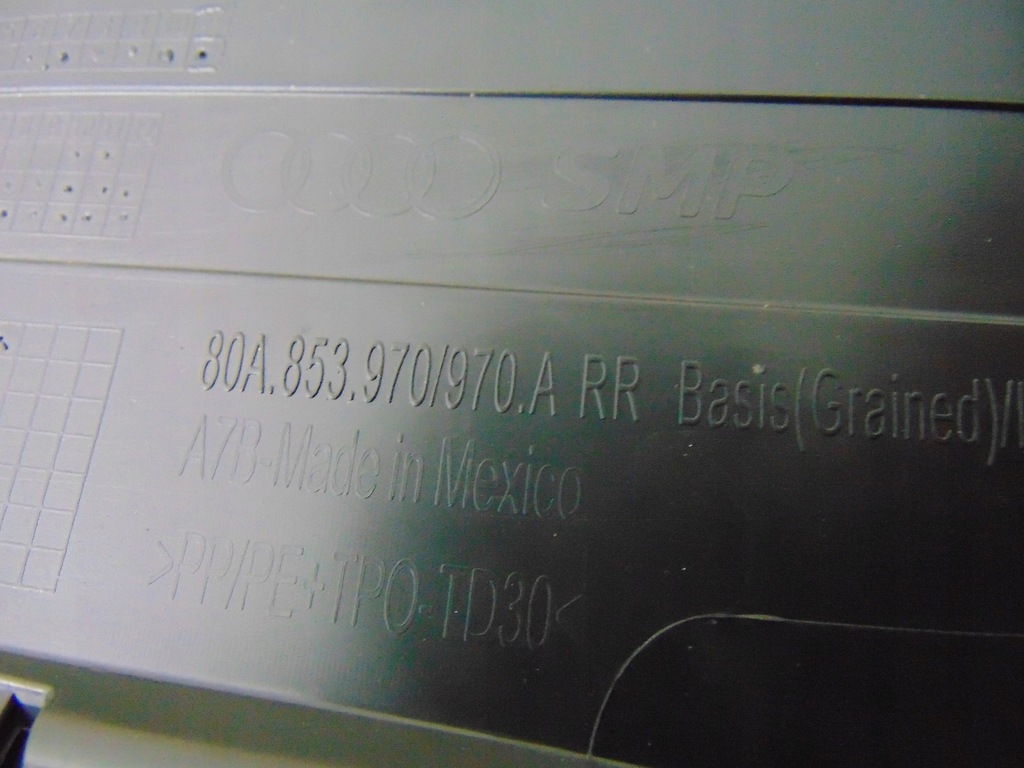 SMP
80A.853.970/970.A RR Basis(Grained)/
A7B-Made in Mexico
>PP/PE+TPO-TD30<